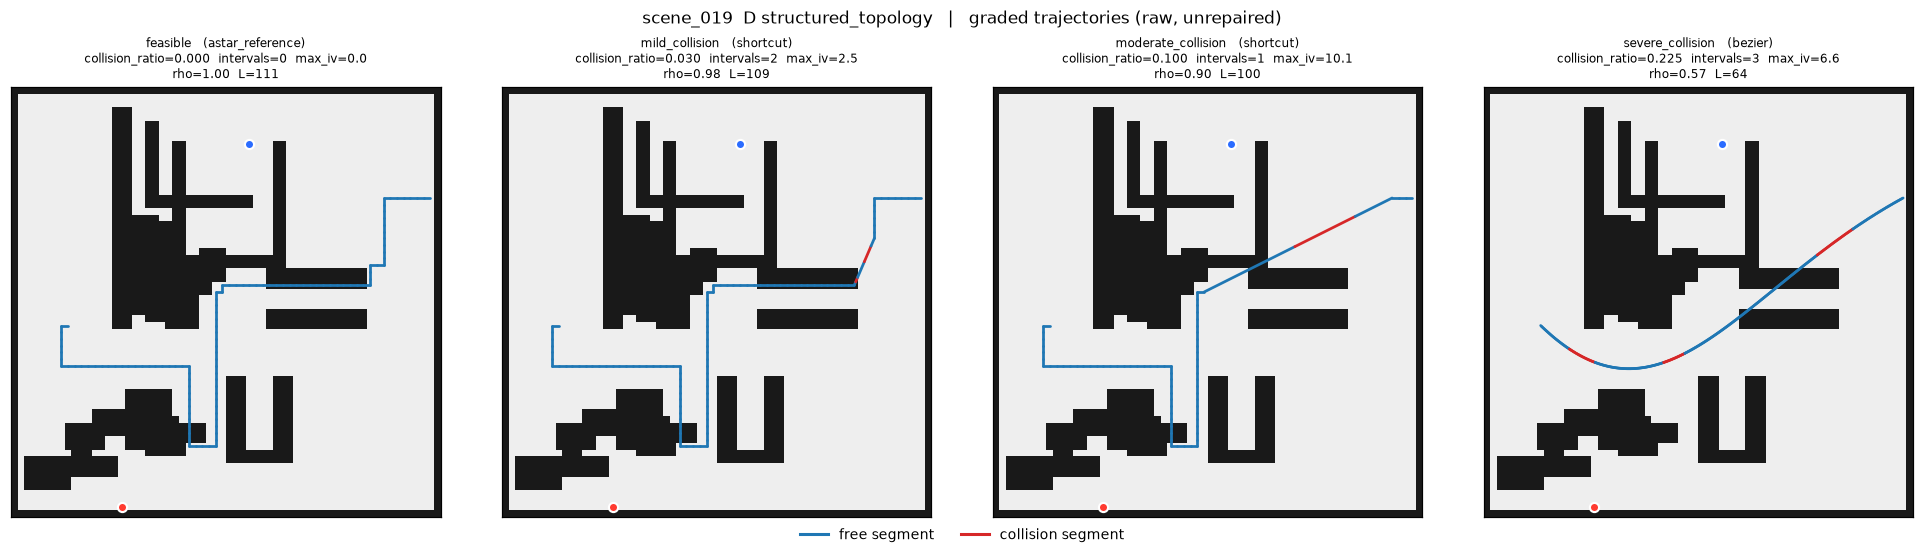 scene_019  D structured_topology   |   graded trajectories (raw, unrepaired)
feasible   (astar_reference)
collision_ratio=0.000  intervals=0  max_iv=0.0
rho=1.00  L=111
mild_collision   (shortcut)
collision_ratio=0.030  intervals=2  max_iv=2.5
rho=0.98  L=109
moderate_collision   (shortcut)
collision_ratio=0.100  intervals=1  max_iv=10.1
rho=0.90  L=100
severe_collision   (bezier)
collision_ratio=0.225  intervals=3  max_iv=6.6
rho=0.57  L=64
free segment
collision segment